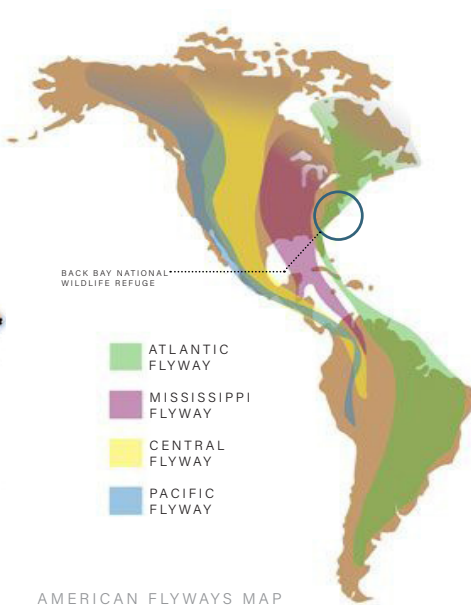 BACK BAY NATIONAL
WILDLIFE REFUGE
ATLANTIC
FLYWAY
MISSISSIPPI
FLYWAY
CENTRAL
FLYWAY
PACIFIC
FLYWAY
AMERICAN FLYWAYS MAP